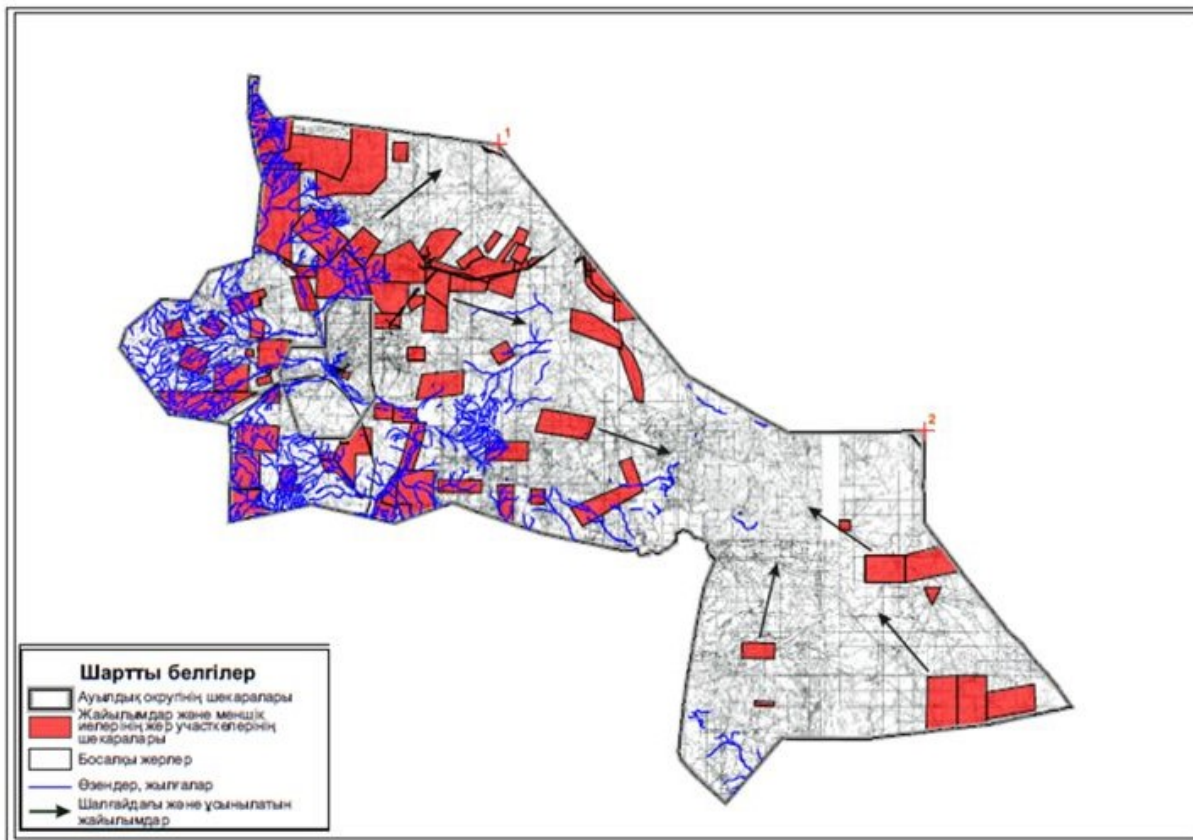 1
2
Шартты белгілер
Ауылдық округінің шекаралары
Жайылымдар және меншік
иелерінің жер участкелерінің
шекаралары
Босалқы жерлер
Өзендер, жылғалар
Шалғайдағы және ұсынылатын
жайылымдар